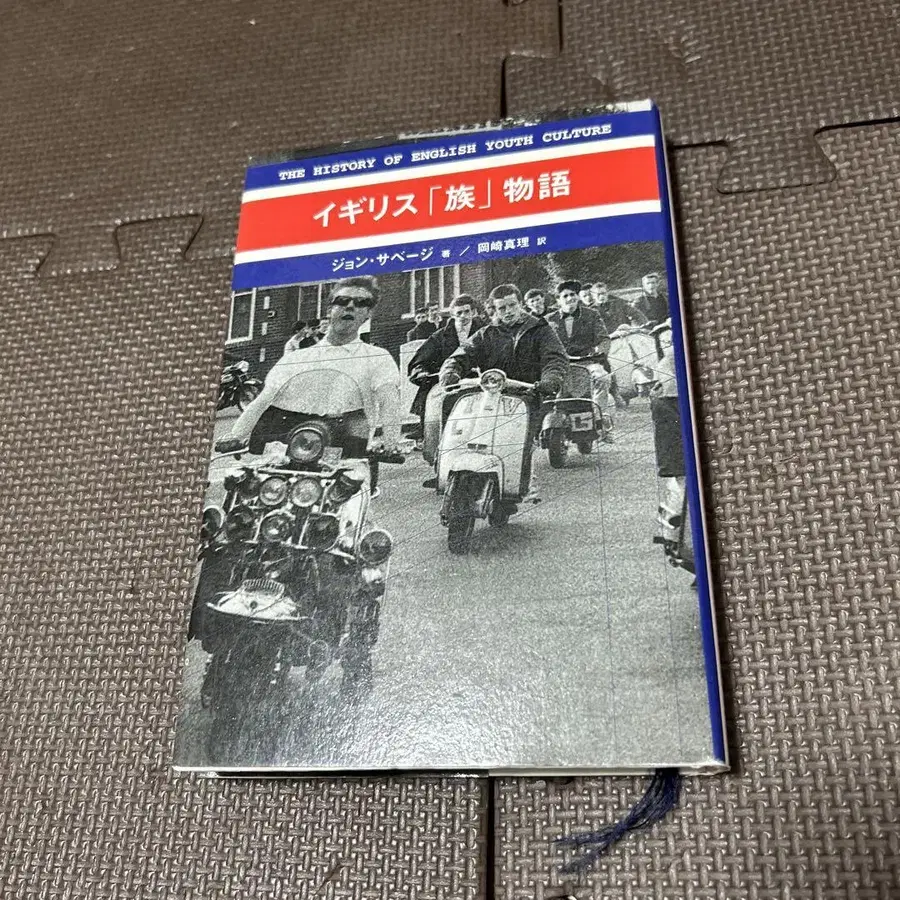 THE HISTORY OF ENGLISH YOUTH CULTURE
イギリス「族」物語
ジョン・サベージ 著 / 岡崎真理 訳